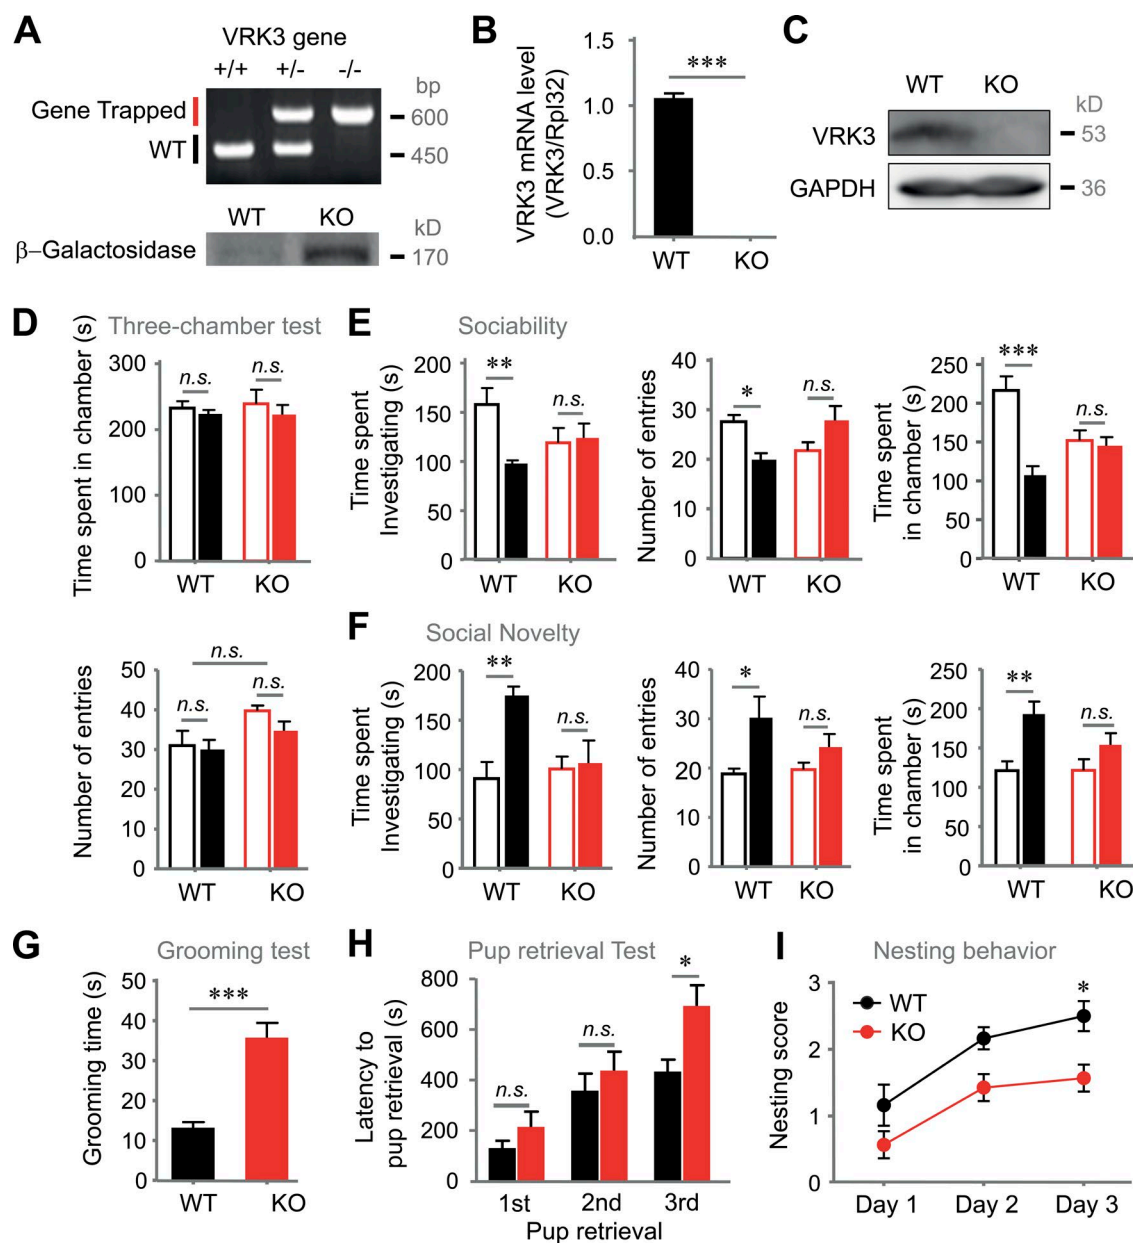 A
VRK3 gene
+/+ +/- -/-
bp
Gene Trapped
600
WT
450
WT KO
kD
β-Galactosidase
170
B
VRK3 mRNA level
(VRK3/Rpl32)
1.5
1.0
0.5
0.0
***
WT KO
C
WT KO
kD
VRK3
53
GAPDH
36
D
Three-chamber test
Time spent in chamber (s)
300
200
100
0
n.s. n.s.
WT KO
Number of entries
50
40
30
20
10
0
n.s.
n.s. n.s.
WT KO
E
Sociability
Time spent
Investigating (s)
200
150
100
50
0
** n.s.
WT KO
Number of entries
40
30
20
10
0
* n.s.
WT KO
Time spent
in chamber (s)
250
200
150
100
50
0
*** n.s.
WT KO
F
Social Novelty
Time spent
Investigating (s)
200
150
100
50
0
** n.s.
WT KO
Number of entries
40
30
20
10
0
* n.s.
WT KO
Time spent
in chamber (s)
250
200
150
100
50
0
** n.s.
WT KO
G
Grooming test
Grooming time (s)
50
40
30
20
10
0
***
WT KO
H
Pup retrieval Test
Latency to
pup retrieval (s)
800
600
400
200
0
n.s. n.s. *
1st 2nd 3rd
Pup retrieval
I
Nesting behavior
Nesting score
3
2
1
0
WT
KO
*
Day 1 Day 2 Day 3